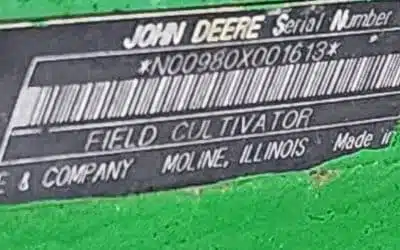 JOHN DEERE Serial Number
*N00980X001613*
FIELD CULTIVATOR
E & COMPANY MOLINE, ILLINOIS Made in